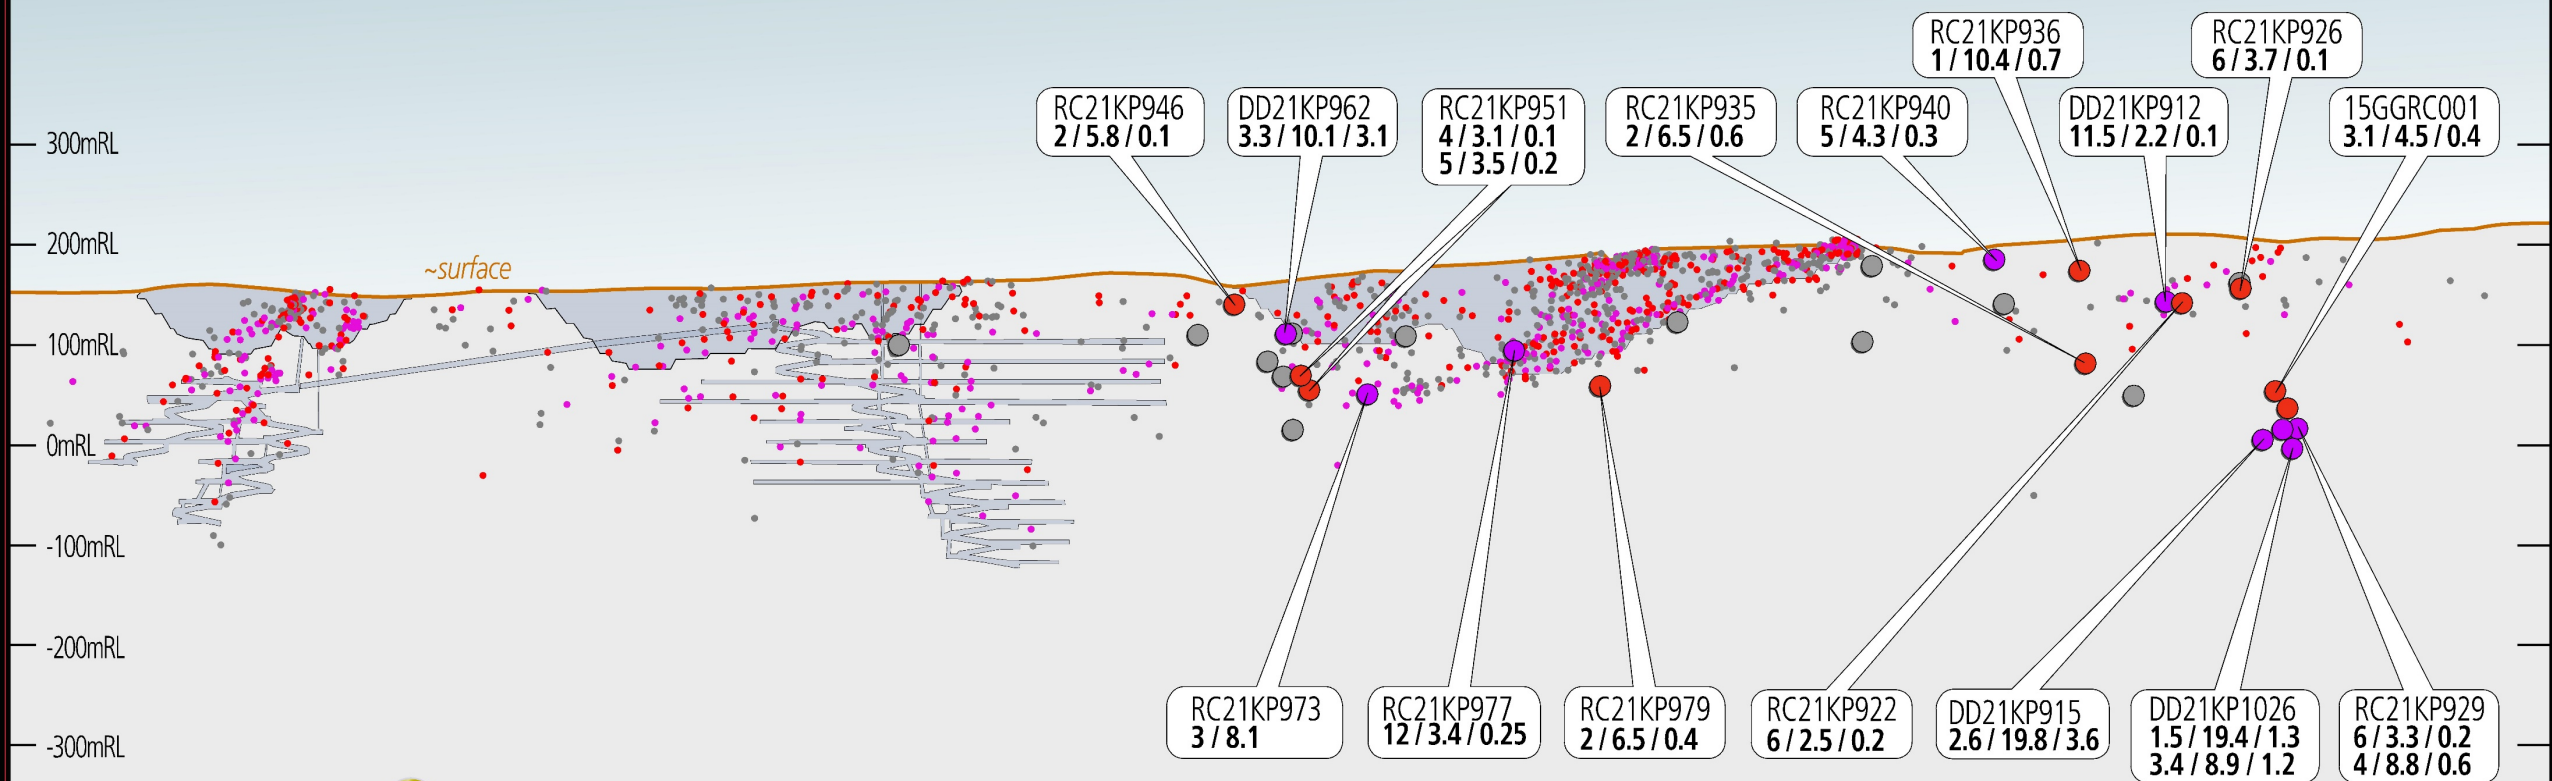 RC21KP936
1 / 10.4 / 0.7
RC21KP926
6 / 3.7 / 0.1
RC21KP946
2 / 5.8 / 0.1
DD21KP962
3.3 / 10.1 / 3.1
RC21KP951
4 / 3.1 / 0.1
5 / 3.5 / 0.2
RC21KP935
2 / 6.5 / 0.6
RC21KP940
5 / 4.3 / 0.3
DD21KP912
11.5 / 2.2 / 0.1
15GGRC001
3.1 / 4.5 / 0.4
300mRL
200mRL
~surface
100mRL
0mRL
-100mRL
-200mRL
-300mRL
RC21KP973
3 / 8.1
RC21KP977
12 / 3.4 / 0.25
RC21KP979
2 / 6.5 / 0.4
RC21KP922
6 / 2.5 / 0.2
DD21KP915
2.6 / 19.8 / 3.6
DD21KP1026
1.5 / 19.4 / 1.3
3.4 / 8.9 / 1.2
RC21KP929
6 / 3.3 / 0.2
4 / 8.8 / 0.6